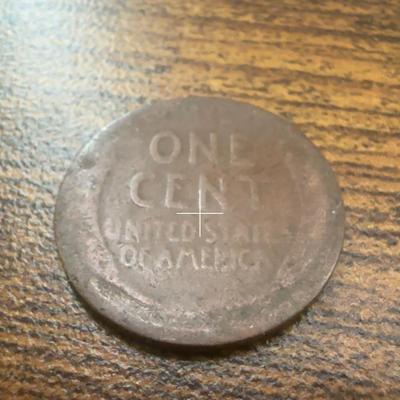 ONE
CENT
UNITED STATES
OF AMERICA